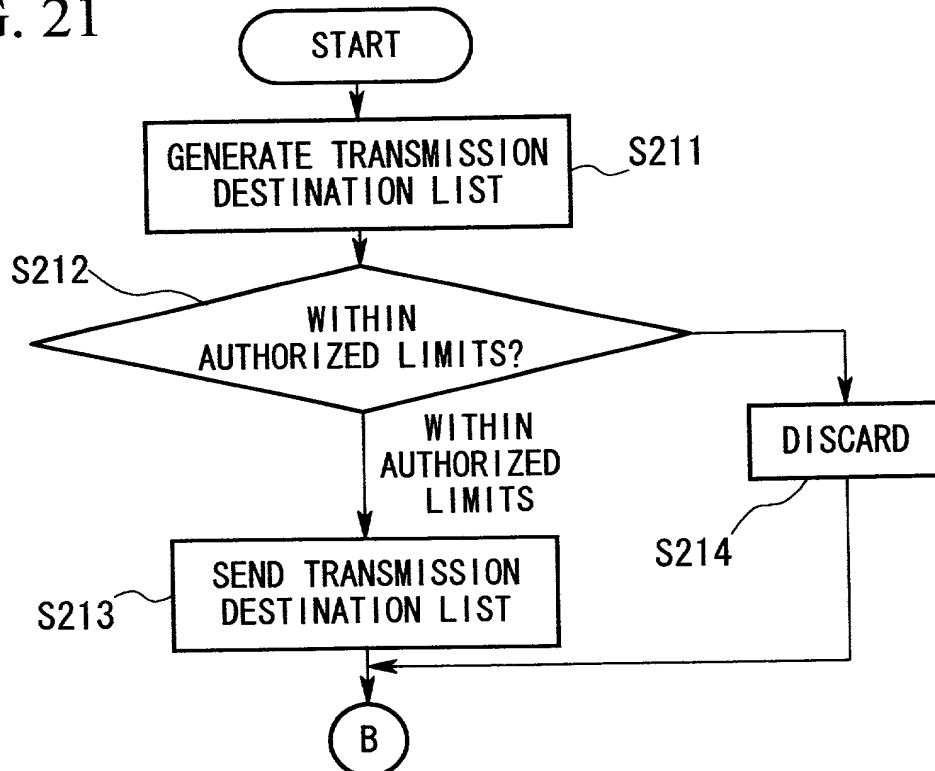 G. 21
START
GENERATE TRANSMISSION
DESTINATION LIST
S211
S212
WITHIN
AUTHORIZED LIMITS?
WITHIN
AUTHORIZED
LIMITS
DISCARD
S214
SEND TRANSMISSION
DESTINATION LIST
S213
B